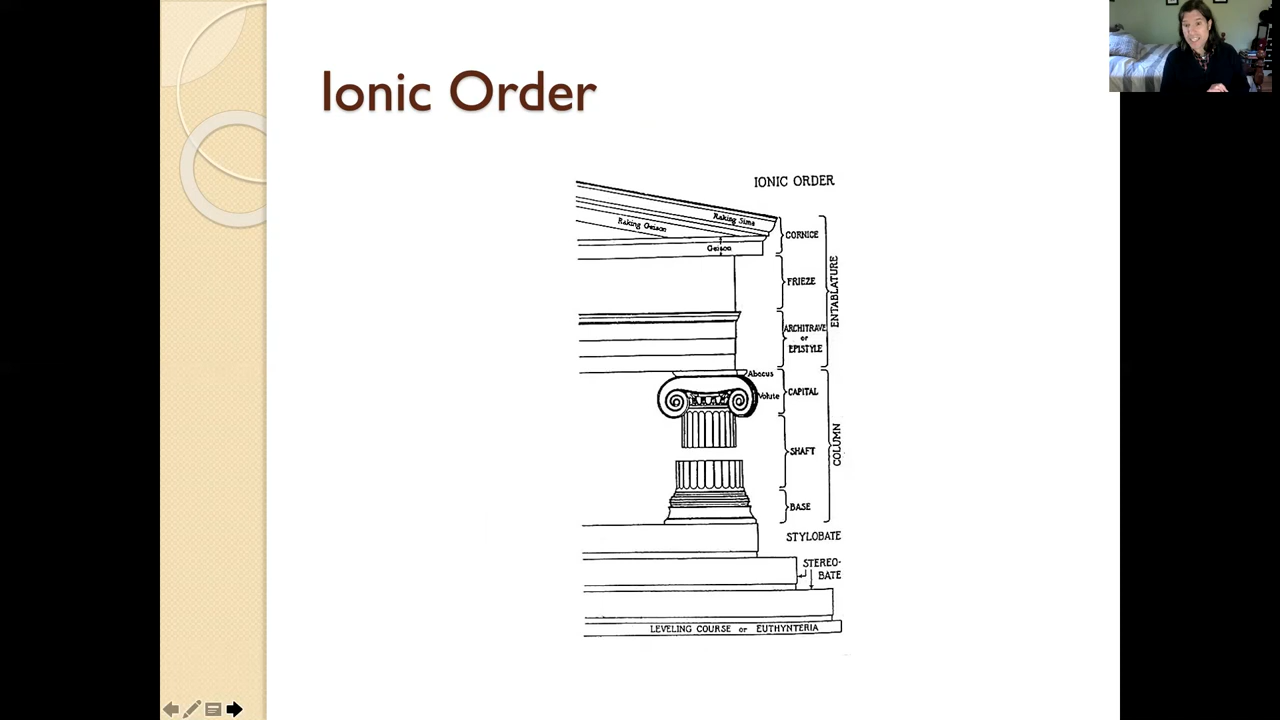 Ionic Order
IONIC ORDER
Raking Sima
Raking Geison
Geison
CORNICE
FRIEZE
ENTABLATURE
ARCHITRAVE
or
EPISTYLE
Abacus
Volute
CAPITAL
SHAFT
COLUMN
BASE
STYLOBATE
STEREO-
BATE
LEVELING COURSE or EUTHYNTERIA